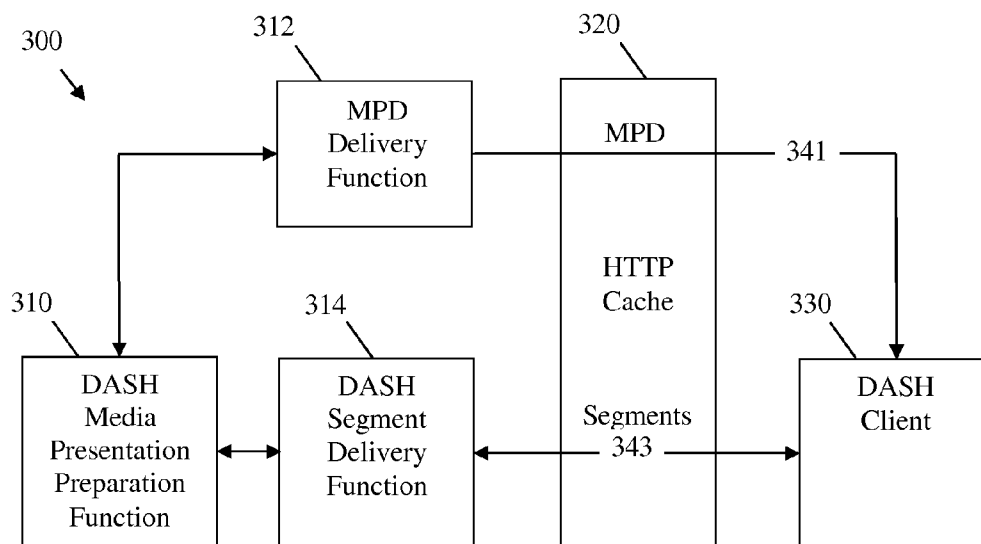 300
312
320
MPD
Delivery
Function
MPD
341
HTTP
Cache
310
314
330
DASH
Media
Presentation
Preparation
Function
DASH
Segment
Delivery
Function
Segments
343
DASH
Client